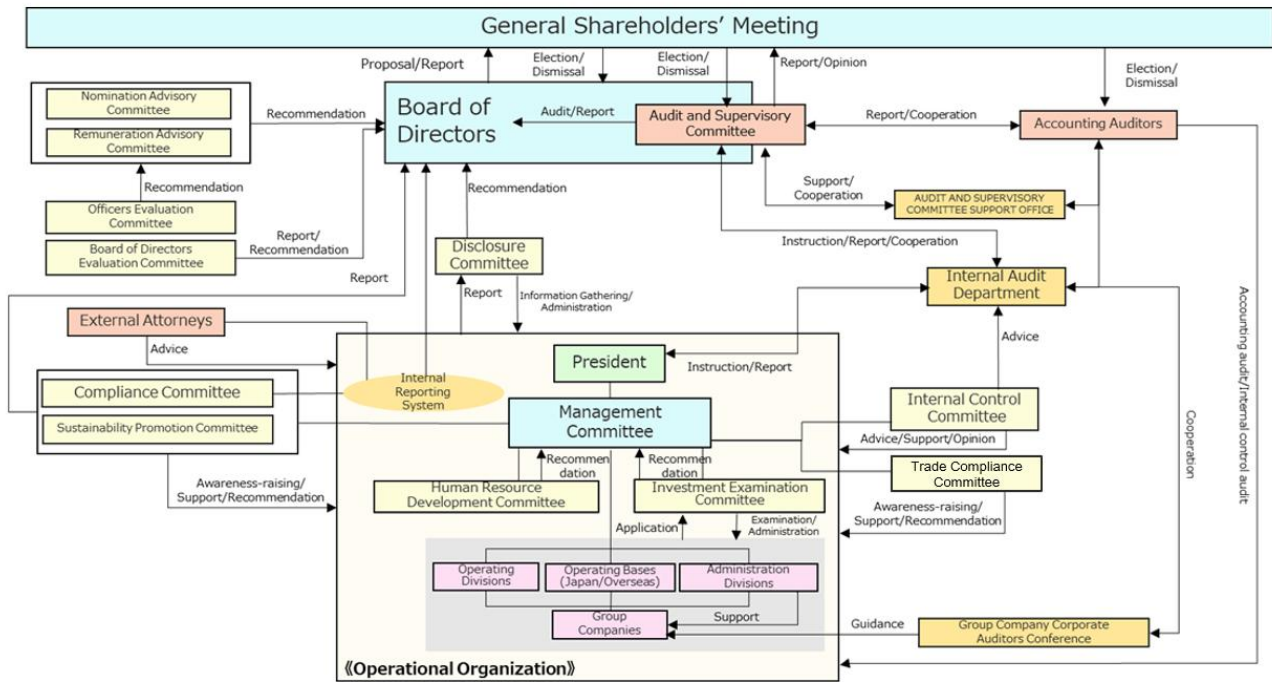 General Shareholders' Meeting
Proposal/Report
Election/
Dismissal
Election/
Dismissal
Report/Opinion
Election/
Dismissal
Nomination Advisory
Committee
Remuneration Advisory
Committee
Recommendation
Board of
Directors
Audit/Report
Audit and Supervisory
Committee
Report/Cooperation
Accounting Auditors
Recommendation
Officers Evaluation
Committee
Board of Directors
Evaluation Committee
Report/
Recommendation
Report
Recommendation
Support/
Cooperation
AUDIT AND SUPERVISORY
COMMITTEE SUPPORT OFFICE
Instruction/Report/Cooperation
Disclosure
Committee
Report
Information Gathering/
Administration
Internal Audit
Department
Accounting audit/Internal control audit
External Attorneys
Advice
President
Instruction/Report
Advice
Internal
Reporting
System
Compliance Committee
Sustainability Promotion Committee
Management
Committee
Internal Control
Committee
Advice/Support/Opinion
Cooperation
Recommen
dation
Recommen
dation
Trade Compliance
Committee
Awareness-raising/
Support/Recommendation
Human Resource
Development Committee
Investment Examination
Committee
Awareness-raising/
Support/Recommendation
Application
Examination/
Administration
Operating
Divisions
Operating Bases
(Japan/Overseas)
Administration
Divisions
Group
Companies
Support
Guidance
Group Company Corporate
Auditors Conference
《Operational Organization》